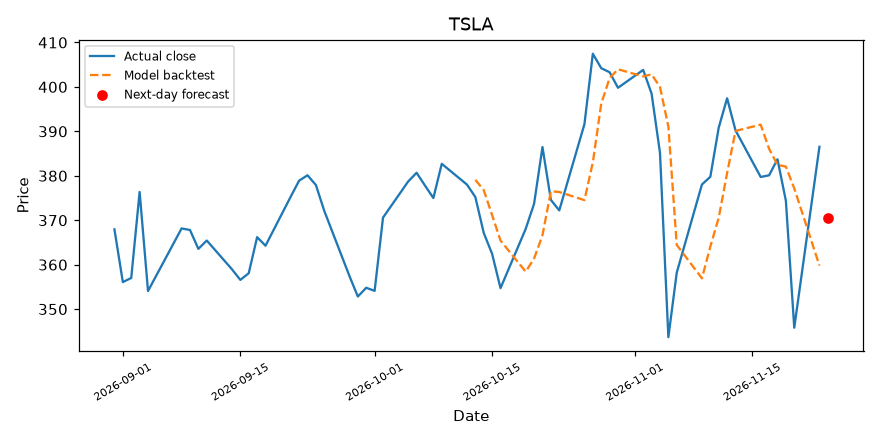 TSLA
Actual close
Model backtest
Next-day forecast
Price
410
400
390
380
370
360
350
2026-09-01
2026-09-15
2026-10-01
2026-10-15
2026-11-01
2026-11-15
Date